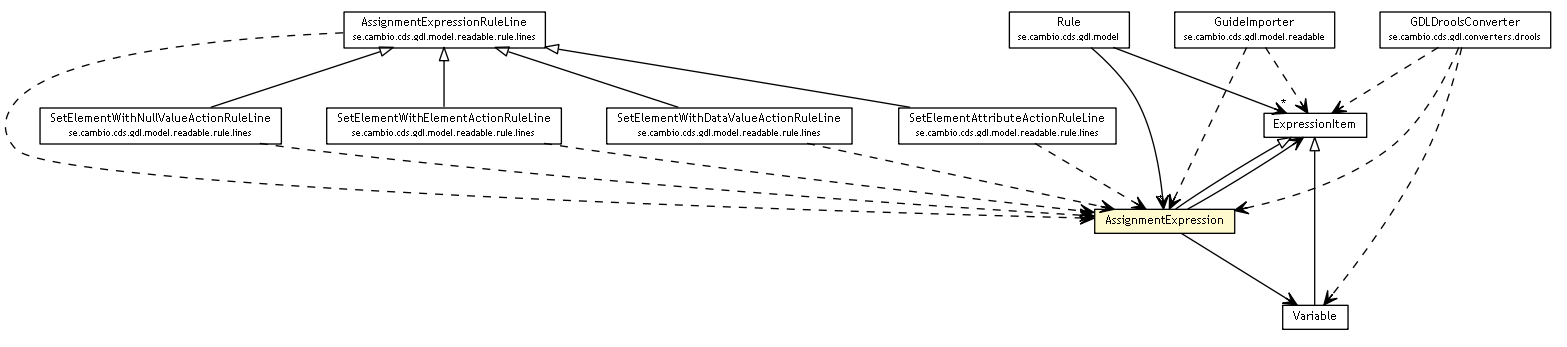 AssignmentExpressionRuleLine
se.cambio.cds.gdl.model.readable.rule.lines
Rule
se.cambio.cds.gdl.model
GuideImporter
se.cambio.cds.gdl.model.readable
GDLDroolsConverter
se.cambio.cds.gdl.converters.drools
SetElementWithNullValueActionRuleLine
se.cambio.cds.gdl.model.readable.rule.lines
SetElementWithElementActionRuleLine
se.cambio.cds.gdl.model.readable.rule.lines
SetElementWithDataValueActionRuleLine
se.cambio.cds.gdl.model.readable.rule.lines
SetElementAttributeActionRuleLine
se.cambio.cds.gdl.model.readable.rule.lines
*
ExpressionItem
AssignmentExpression
Variable